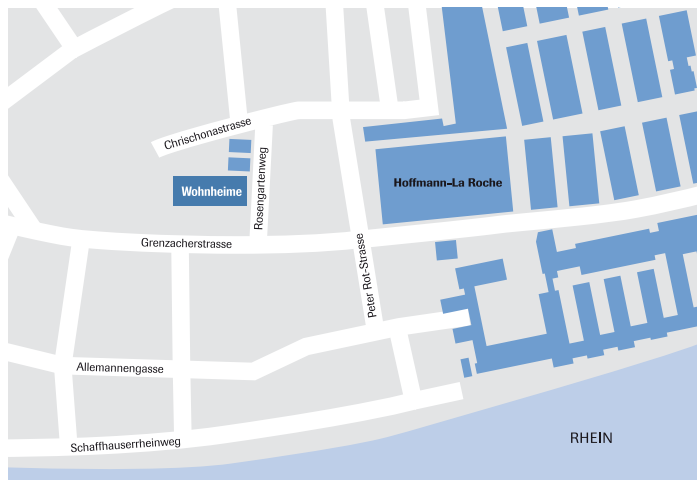 Chrischonastrasse
Wohnheime
Rosengartenweg
Hoffmann–La Roche
Grenzacherstrasse
Peter Rot-Strasse
Allemannengasse
Schaffhauserrheinweg
RHEIN